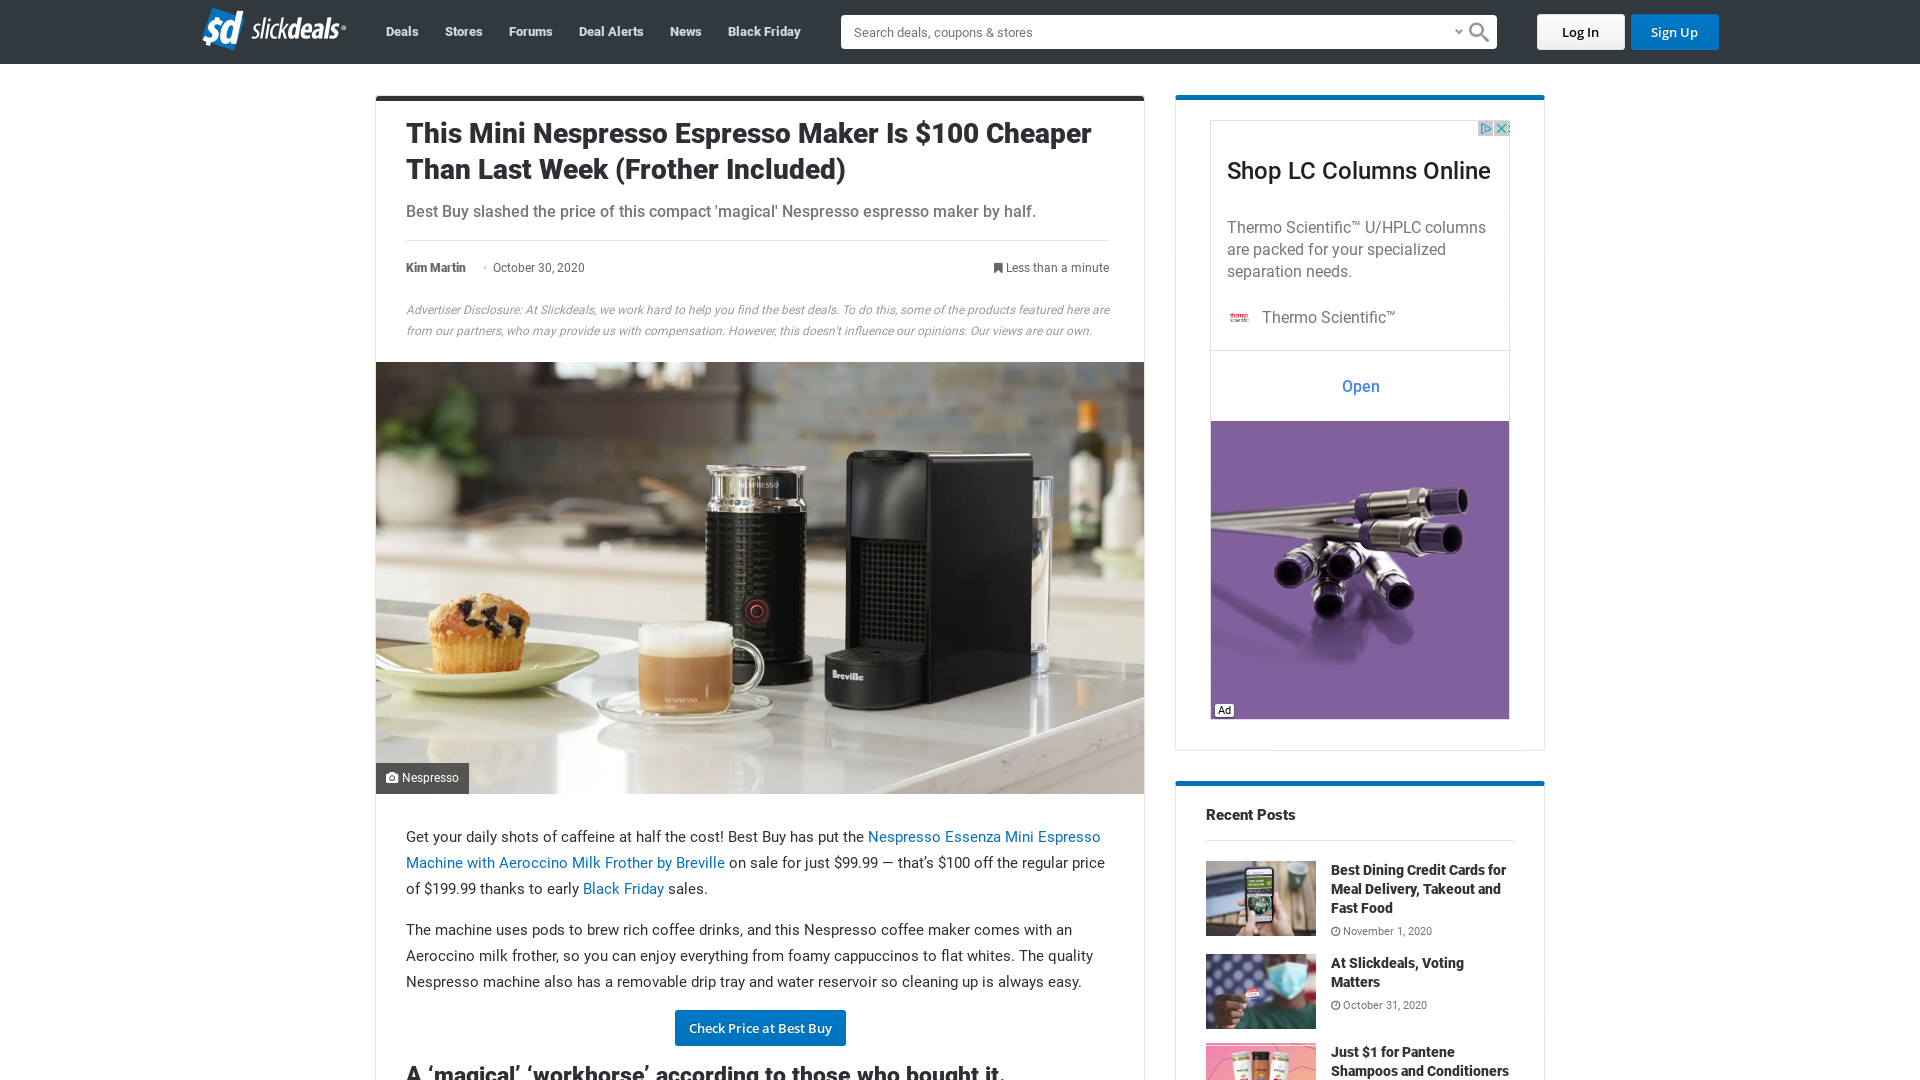 sd slickdeals
Deals Stores Forums Deal Alerts News Black Friday
Search deals, coupons & stores
Log In
Sign Up
This Mini Nespresso Espresso Maker Is $100 Cheaper
Than Last Week (Frother Included)
Best Buy slashed the price of this compact 'magical' Nespresso espresso maker by half.
Kim Martin • October 30, 2020
Less than a minute
Advertiser Disclosure: At Slickdeals, we work hard to help you find the best deals. To do this, some of the products featured here are
from our partners, who may provide us with compensation. However, this doesn’t influence our opinions. Our views are our own.
NESPRESSO
Breville
NESPRESSO
Nespresso
Get your daily shots of caffeine at half the cost! Best Buy has put the Nespresso Essenza Mini Espresso
Machine with Aeroccino Milk Frother by Breville on sale for just $99.99 — that’s $100 off the regular price
of $199.99 thanks to early Black Friday sales.
The machine uses pods to brew rich coffee drinks, and this Nespresso coffee maker comes with an
Aeroccino milk frother, so you can enjoy everything from foamy cappuccinos to flat whites. The quality
Nespresso machine also has a removable drip tray and water reservoir so cleaning up is always easy.
Check Price at Best Buy
A ‘magical’ ‘workhorse’ according to those who bought it.
Shop LC Columns Online
Thermo Scientific™ U/HPLC columns
are packed for your specialized
separation needs.
thermo
scientific
Thermo Scientific™
Open
Ad
Recent Posts
Best Dining Credit Cards for
Meal Delivery, Takeout and
Fast Food
November 1, 2020
At Slickdeals, Voting
Matters
October 31, 2020
Just $1 for Pantene
Shampoos and Conditioners